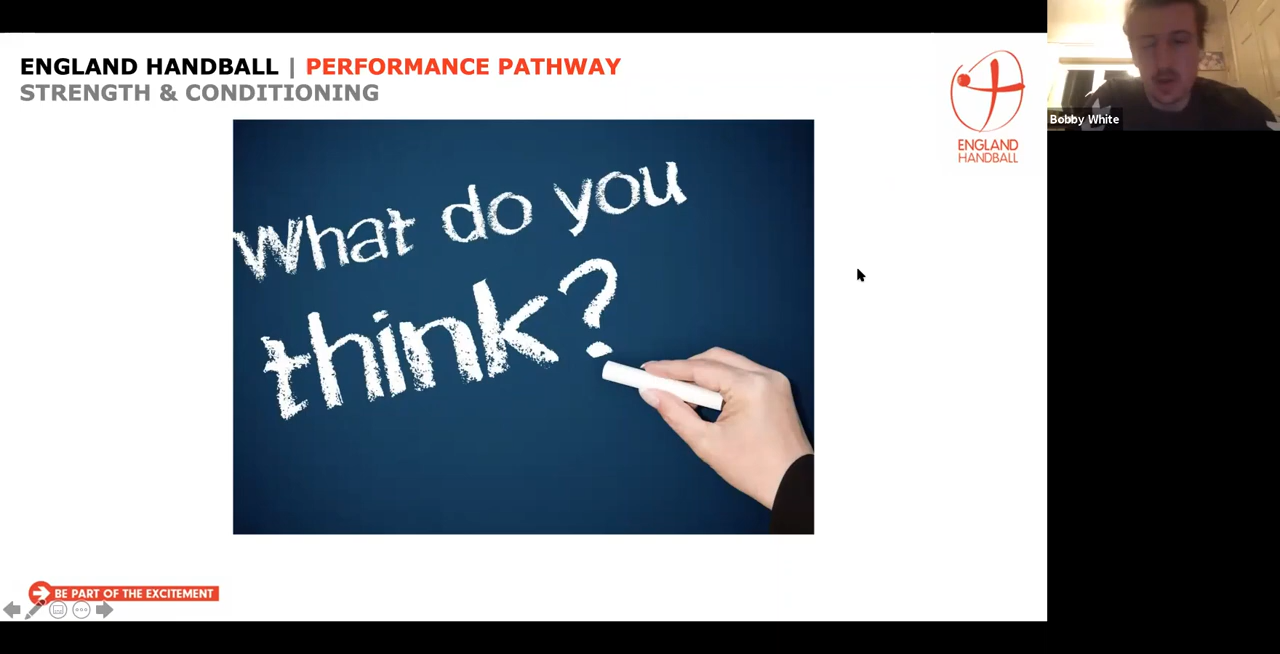 ENGLAND HANDBALL | PERFORMANCE PATHWAY
STRENGTH & CONDITIONING
ENGLAND
HANDBALL
Bobby White
What do you
think?
BE PART OF THE EXCITEMENT